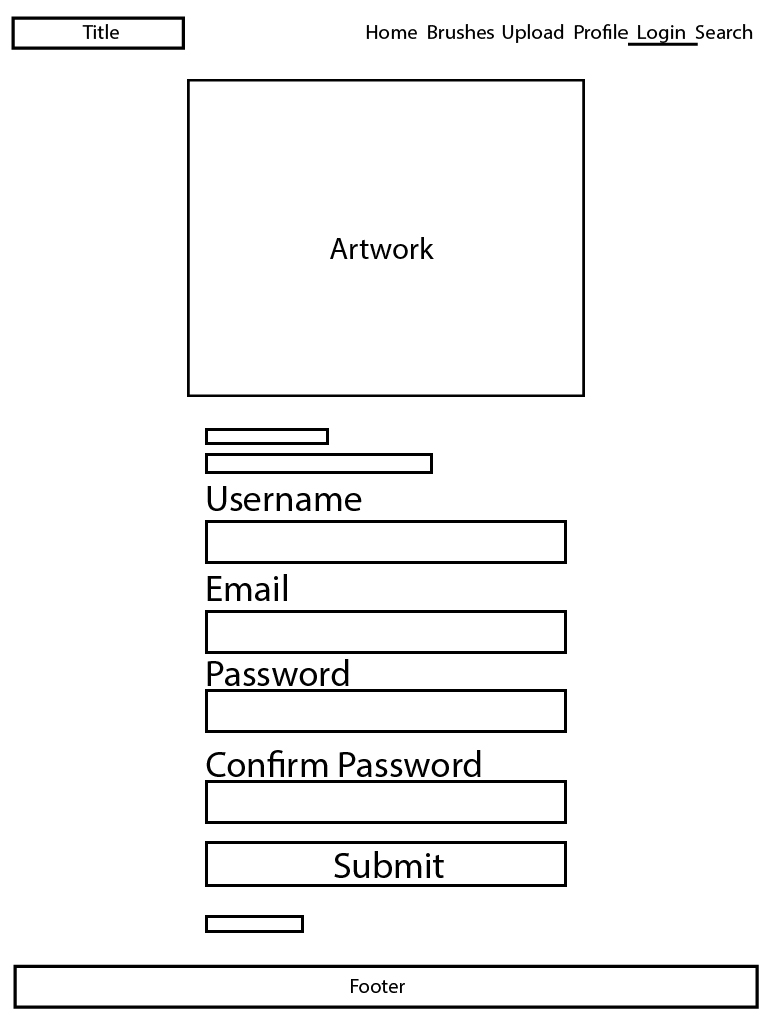 Title
Home Brushes Upload Profile Login Search
Artwork
Username
Email
Password
Confirm Password
Submit
Footer